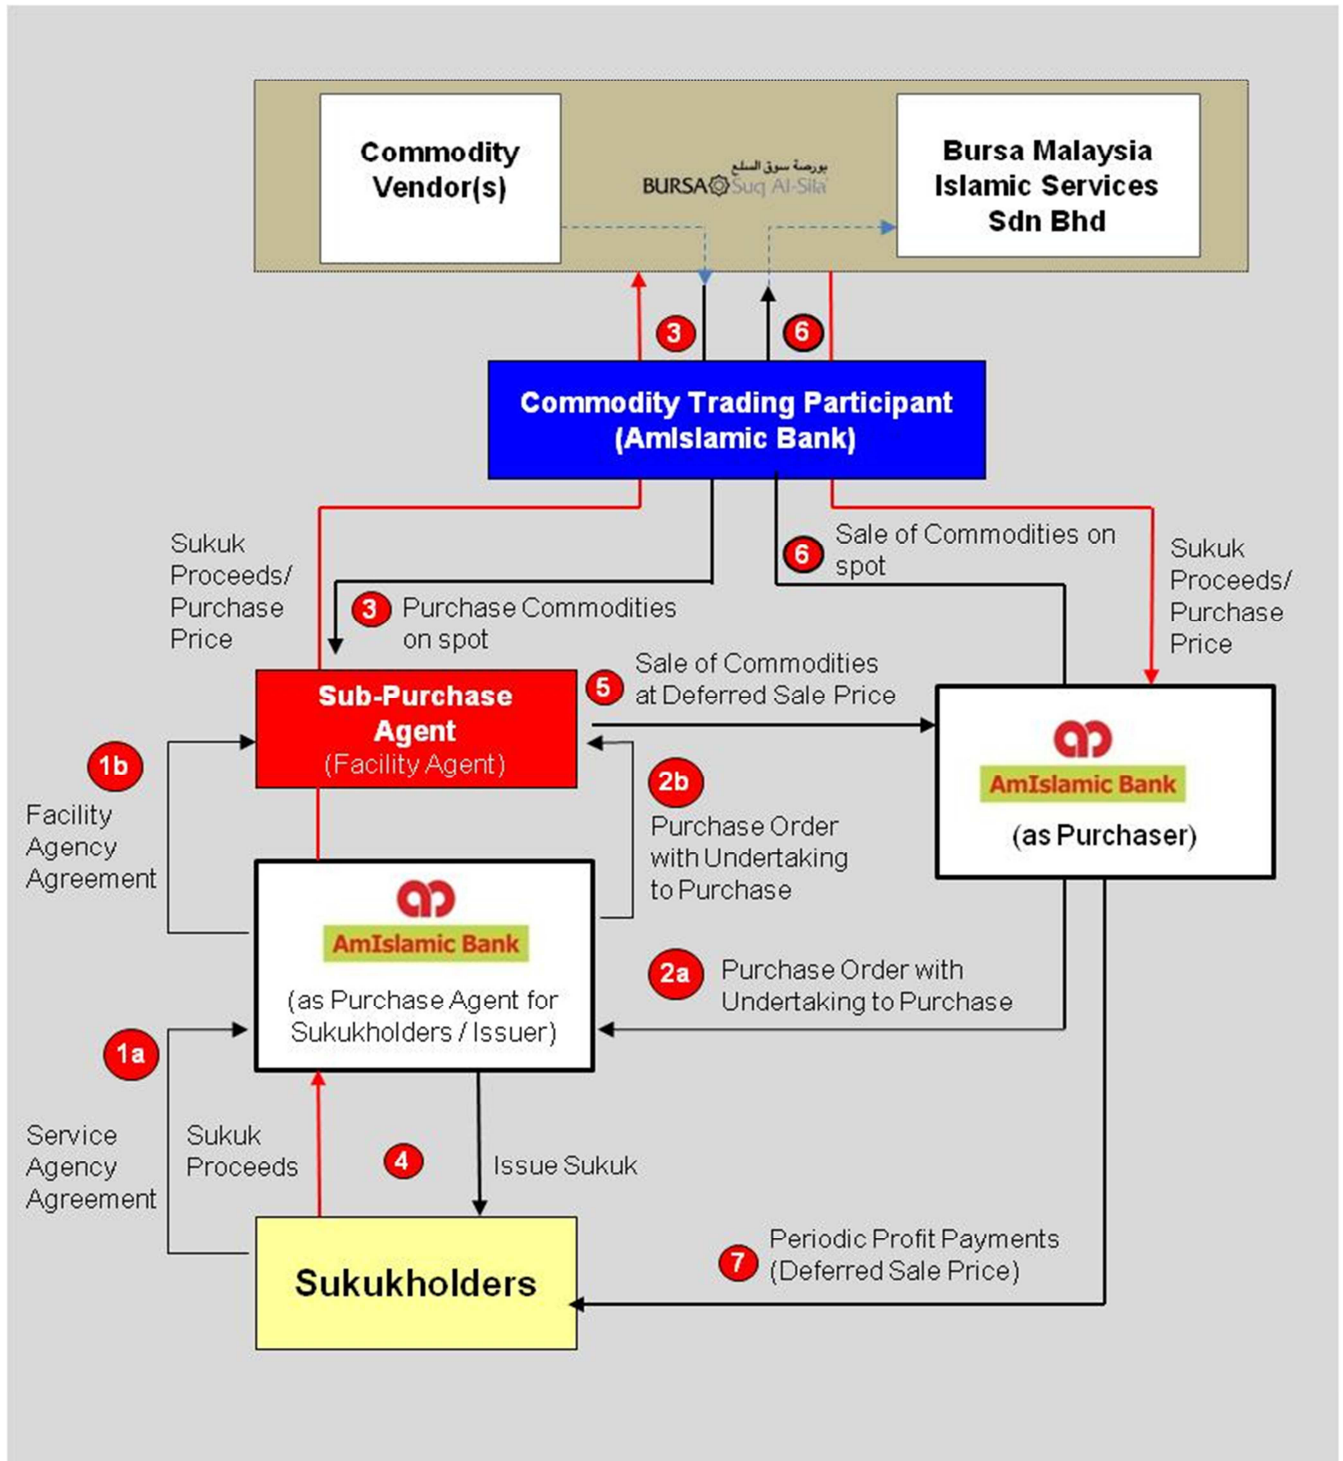 Commodity
Vendor(s)
بورصة سوق السلع
BURSA Suq Al-Sila'
Bursa Malaysia
Islamic Services
Sdn Bhd
3
6
Commodity Trading Participant
(AmIslamic Bank)
Sukuk
Proceeds/
Purchase
Price
3
Purchase Commodities
on spot
6
Sale of Commodities on
spot
Sukuk
Proceeds/
Purchase
Price
Sub-Purchase
Agent
(Facility Agent)
5
Sale of Commodities
at Deferred Sale Price
AmIslamic Bank
(as Purchaser)
1b
Facility
Agency
Agreement
2b
Purchase Order
with Undertaking
to Purchase
AmIslamic Bank
(as Purchase Agent for
Sukukholders / Issuer)
2a
Purchase Order with
Undertaking to Purchase
1a
Service
Agency
Agreement
Sukuk
Proceeds
4
Issue Sukuk
Sukukholders
7
Periodic Profit Payments
(Deferred Sale Price)